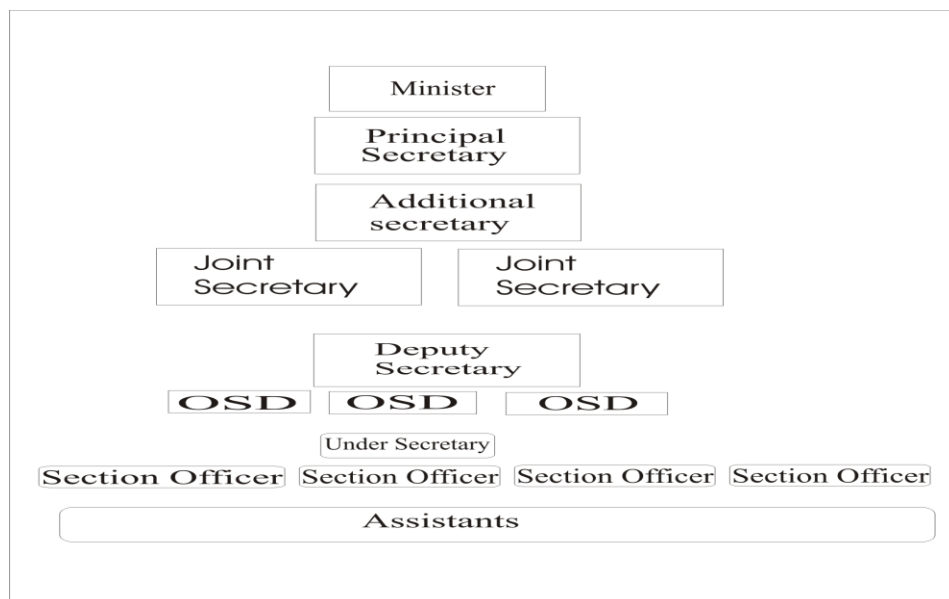 Minister
Principal
Secretary
Additional
secretary
Joint
Secretary
Joint
Secretary
Deputy
Secretary
OSD
OSD
OSD
Under Secretary
Section Officer
Section Officer
Section Officer
Section Officer
Assistants